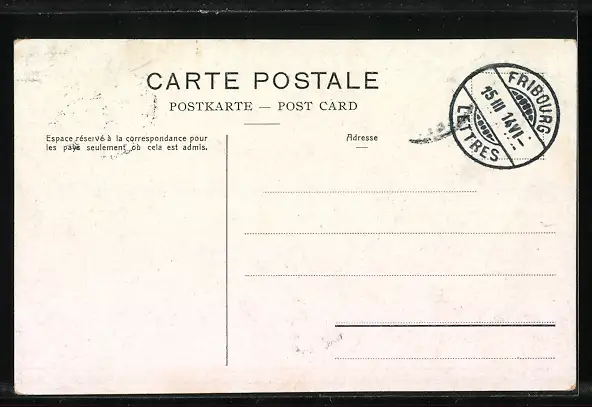 CARTE POSTALE
POSTKARTE — POST CARD
Espace réservé à la correspondance pour
les pays seulement où cela est admis.
Adresse
FRIBOURG
15 III 14 VI-
LETTRES